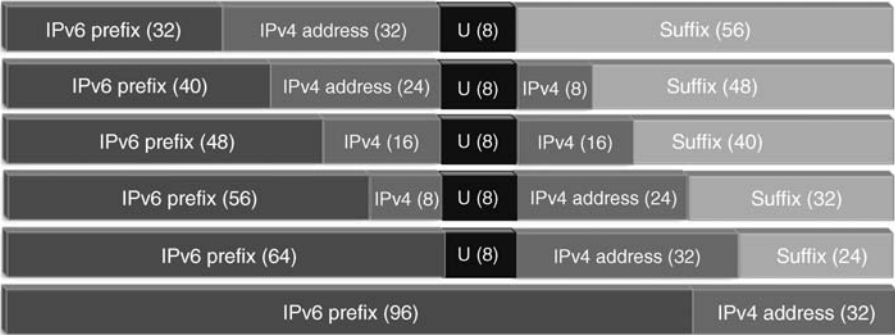 IPv6 prefix (32) IPv4 address (32) U (8) Suffix (56)
IPv6 prefix (40) IPv4 address (24) U (8) IPv4 (8) Suffix (48)
IPv6 prefix (48) IPv4 (16) U (8) IPv4 (16) Suffix (40)
IPv6 prefix (56) IPv4 (8) U (8) IPv4 address (24) Suffix (32)
IPv6 prefix (64) U (8) IPv4 address (32) Suffix (24)
IPv6 prefix (96) IPv4 address (32)